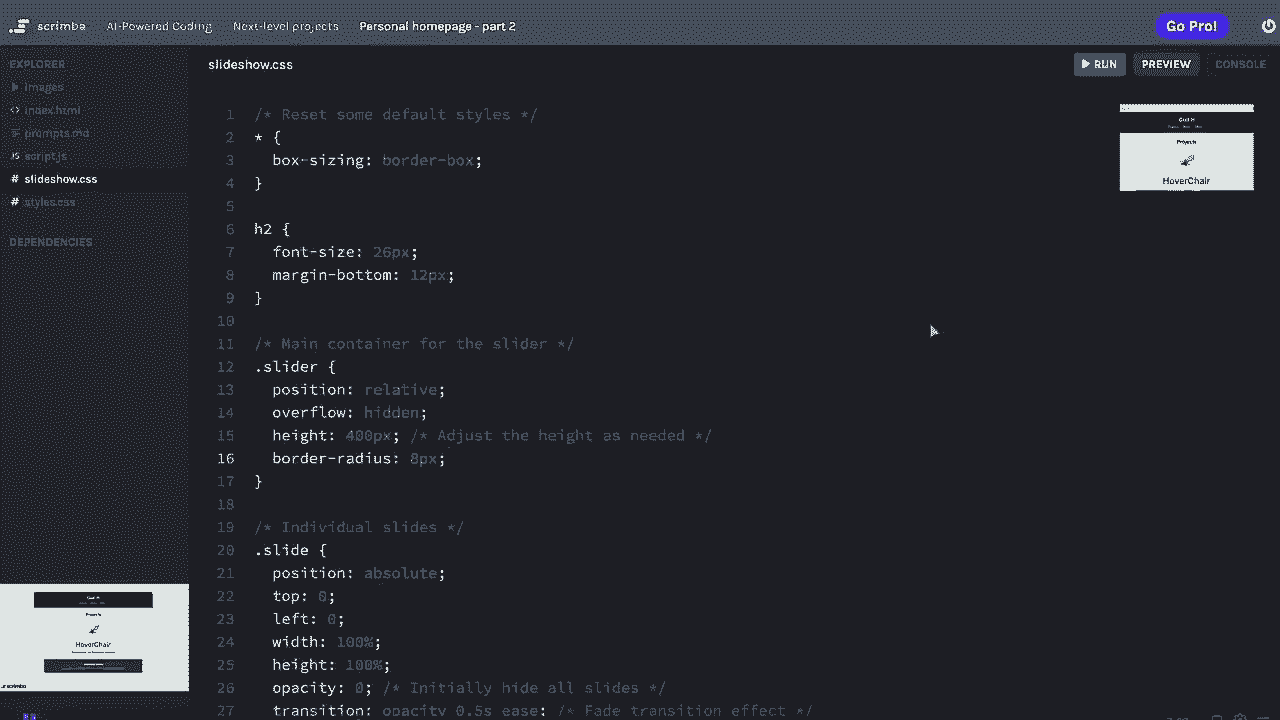 scrimba AI-Powered Coding Next-level projects Personal homepage - part 2 Go Pro!
EXPLORER
images
index.html
prompts.md
JS script.js
# slideshow.css
# styles.css
DEPENDENCIES
slideshow.css RUN PREVIEW CONSOLE
1 /* Reset some default styles */
2 * {
3 box-sizing: border-box;
4 }
5
6 h2 {
7 font-size: 26px;
8 margin-bottom: 12px;
9 }
10
11 /* Main container for the slider */
12 .slider {
13 position: relative;
14 overflow: hidden;
15 height: 400px; /* Adjust the height as needed */
16 border-radius: 8px;
17 }
18
19 /* Individual slides */
20 .slide {
21 position: absolute;
22 top: 0;
23 left: 0;
24 width: 100%;
25 height: 100%;
26 opacity: 0; /* Initially hide all slides */
27 transition: opacity 0.5s ease; /* Fade transition effect */
Projects
HoverChair
Projects
HoverChair
scrimba